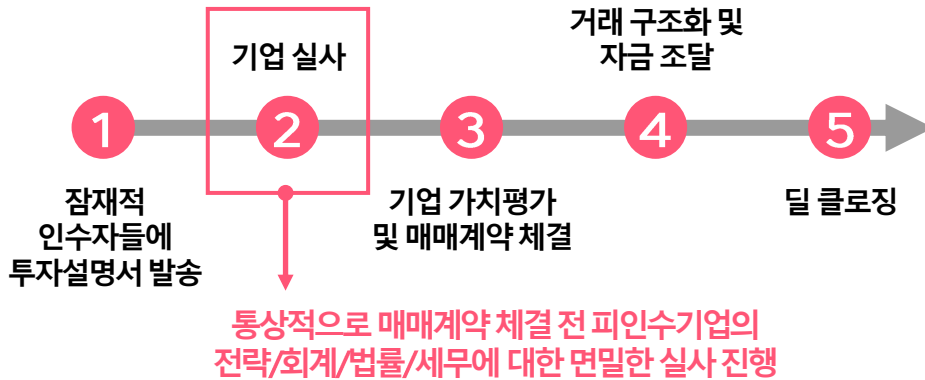 거래 구조화 및
자금 조달
기업 실사
1
2
3
4
5
잠재적
인수자들에
투자설명서 발송
기업 가치평가
및 매매계약 체결
딜 클로징
통상적으로 매매계약 체결 전 피인수기업의
전략/회계/법률/세무에 대한 면밀한 실사 진행